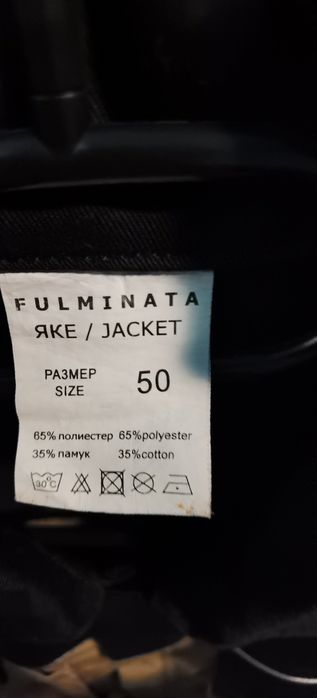 FULMINATA
ЯКЕ / JACKET
РАЗМЕР
SIZE
50
65% полиестер 65%polyester
35% памук 35%cotton
30°C